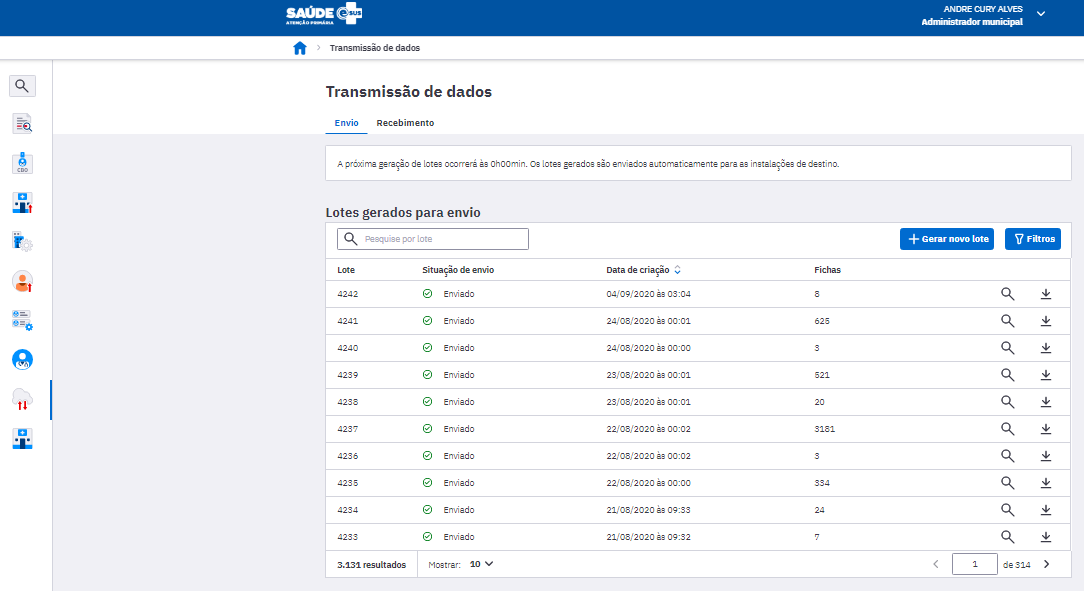 SAÚDE e-SUS
ATENÇÃO PRIMÁRIA
ANDRE CURY ALVES
Administrador municipal
Transmissão de dados
Transmissão de dados
Envio Recebimento
A próxima geração de lotes ocorrerá às 0h00min. Os lotes gerados são enviados automaticamente para as instalações de destino.
Lotes gerados para envio
Pesquise por lote
Gerar novo lote
Filtros
Lote Situação de envio Data de criação Fichas
4242 Enviado 04/09/2020 às 03:04 8
4241 Enviado 24/08/2020 às 00:01 625
4240 Enviado 24/08/2020 às 00:00 3
4239 Enviado 23/08/2020 às 00:01 521
4238 Enviado 23/08/2020 às 00:01 20
4237 Enviado 22/08/2020 às 00:02 3181
4236 Enviado 22/08/2020 às 00:02 3
4235 Enviado 22/08/2020 às 00:00 334
4234 Enviado 21/08/2020 às 09:33 24
4233 Enviado 21/08/2020 às 09:32 7
3.131 resultados Mostrar: 10 1 de 314
CBO